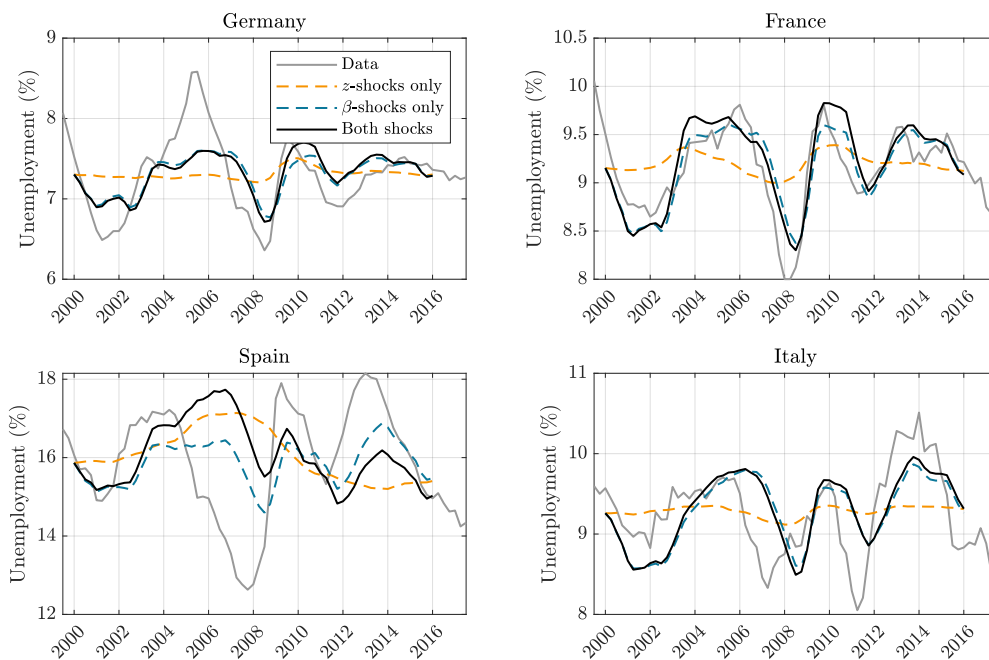 Germany
Unemployment (%)
9
8
7
6
Data
z-shocks only
β-shocks only
Both shocks
2000 2002 2004 2006 2008 2010 2012 2014 2016
France
Unemployment (%)
10.5
10
9.5
9
8.5
8
2000 2002 2004 2006 2008 2010 2012 2014 2016
Spain
Unemployment (%)
18
16
14
12
2000 2002 2004 2006 2008 2010 2012 2014 2016
Italy
Unemployment (%)
11
10
9
8
2000 2002 2004 2006 2008 2010 2012 2014 2016